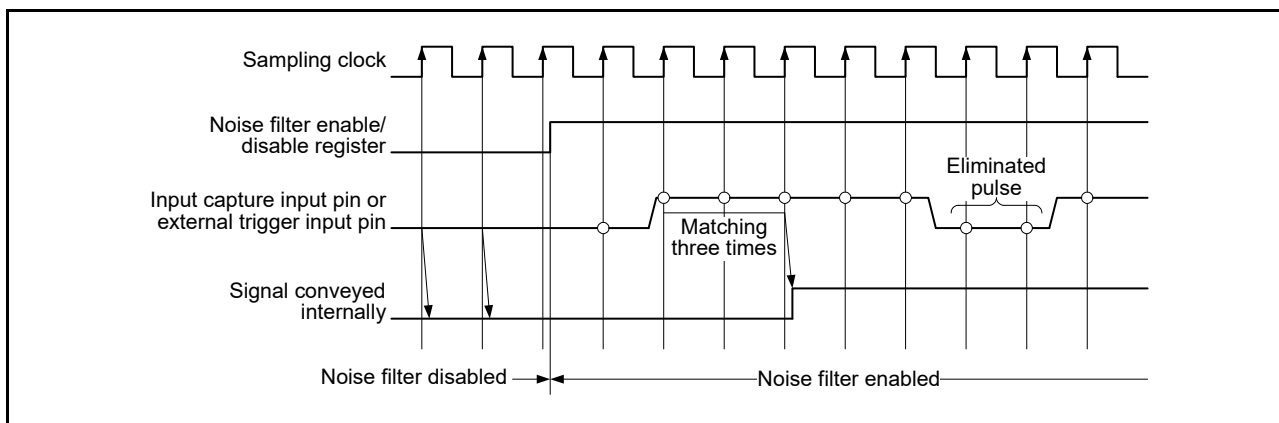 Sampling clock
Noise filter enable/
disable register
Eliminated
pulse
Input capture input pin or
external trigger input pin
Matching
three times
Signal conveyed
internally
Noise filter disabled
Noise filter enabled